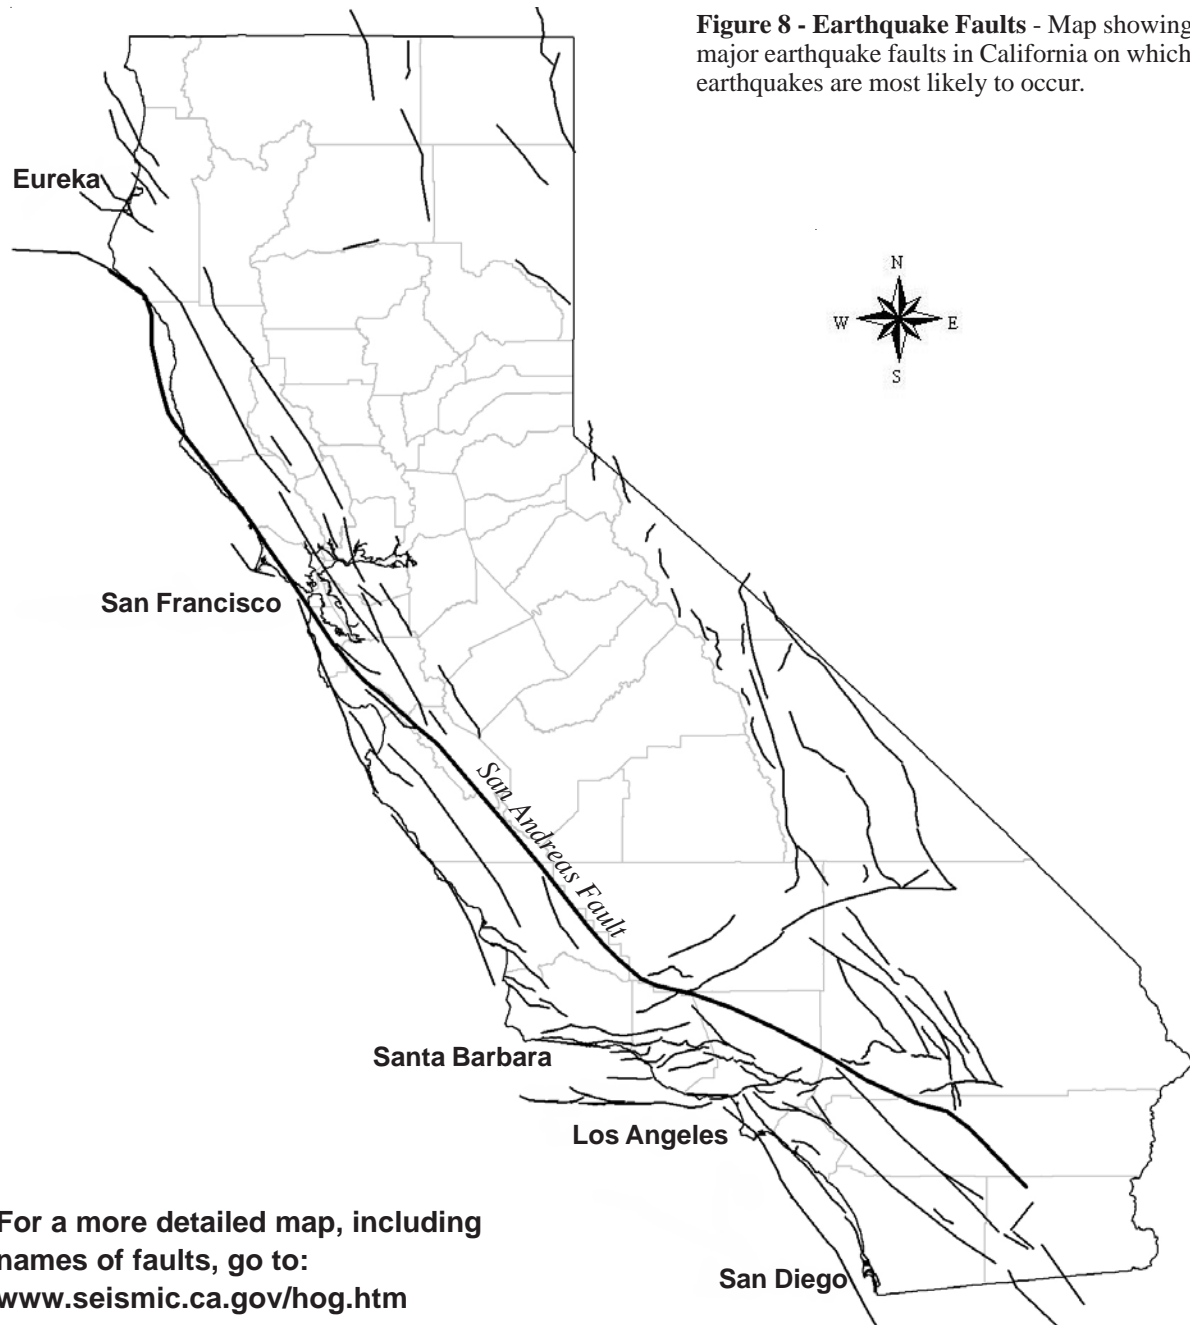 Figure 8 - Earthquake Faults - Map showing
major earthquake faults in California on which
earthquakes are most likely to occur.
Eureka
N
W
E
S
San Francisco
San Andreas Fault
Santa Barbara
Los Angeles
San Diego
For a more detailed map, including
names of faults, go to:
www.seismic.ca.gov/hog.htm